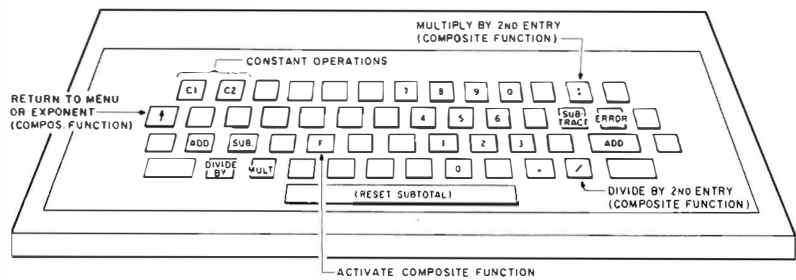 MULTIPLY BY 2ND ENTRY
(COMPOSITE FUNCTION)
CONSTANT OPERATIONS
C1 C2 7 8 9 0 :
RETURN TO MENU
OR EXPONENT
(COMPOS. FUNCTION)
↑ 4 5 6 SUB-
TRACT ERROR
ADD SUB. F 1 2 3 ADD
DIVIDE
BY MULT 0 . /
(RESET SUBTOTAL)
DIVIDE BY 2ND ENTRY
(COMPOSITE FUNCTION)
ACTIVATE COMPOSITE FUNCTION